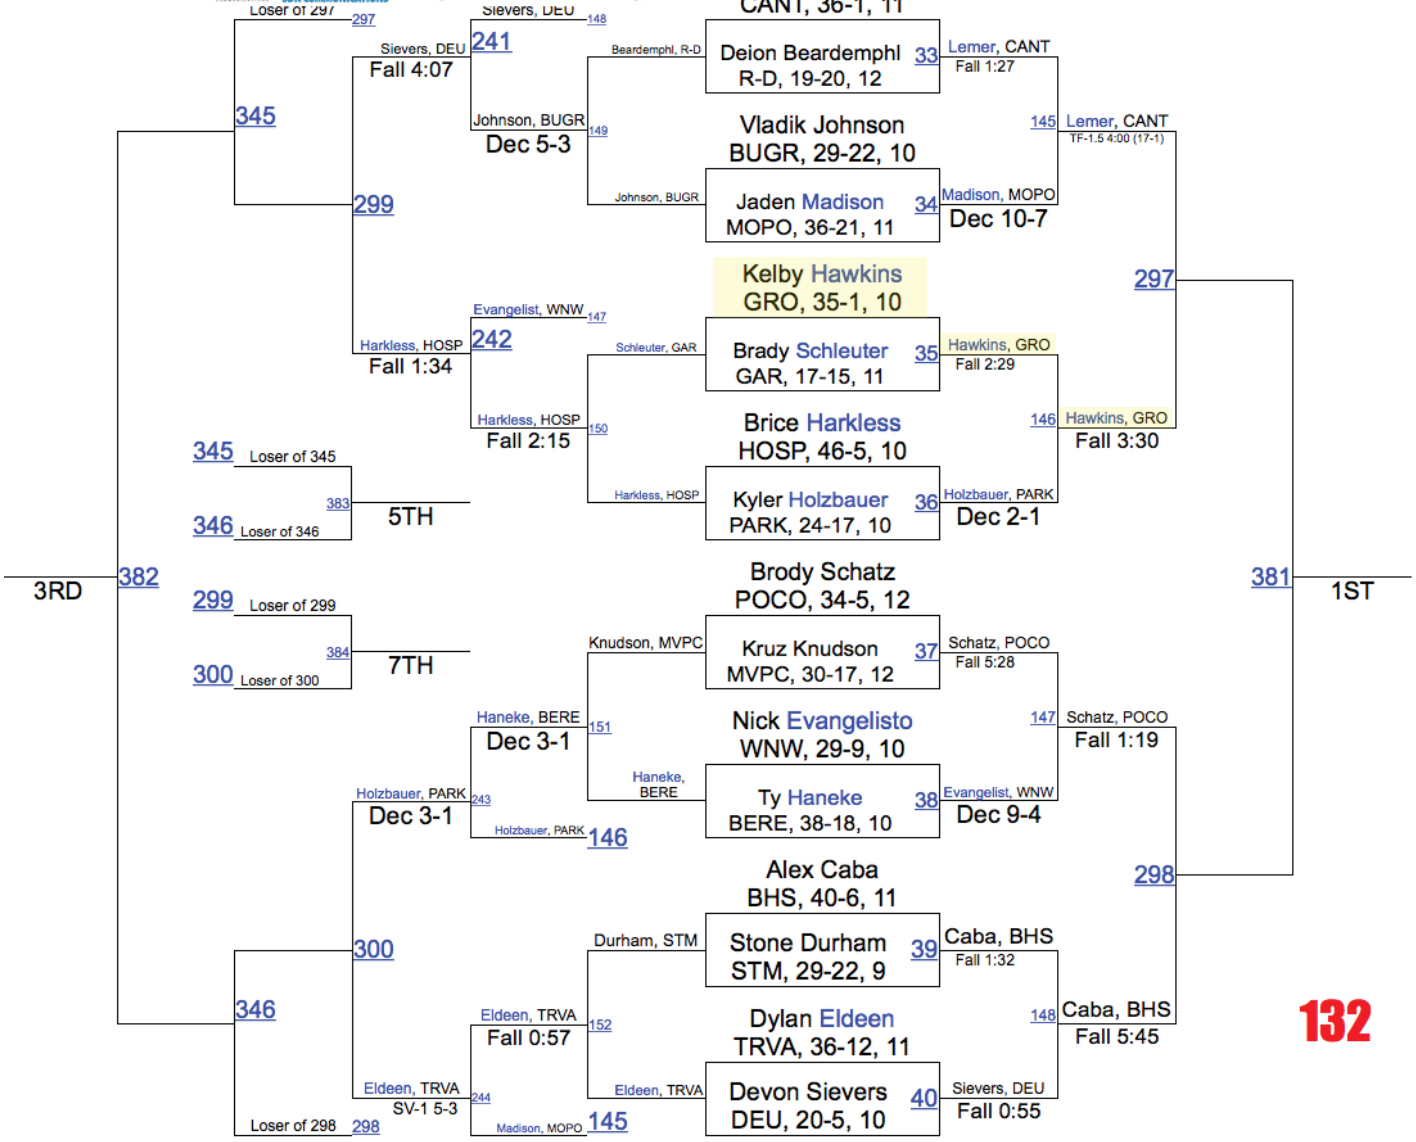 Loser of 297
297
Sievers, DEU
148
CANT, 36-1, 11
Sievers, DEU
Fall 4:07
241
Beardemphl, R-D
Deion Beardemphl
R-D, 19-20, 12
33
Lemer, CANT
Fall 1:27
345
Johnson, BUGR
Dec 5-3
149
Vladik Johnson
BUGR, 29-22, 10
145
Lemer, CANT
TF-1.5 4:00 (17-1)
299
Johnson, BUGR
Jaden Madison
MOPO, 36-21, 11
34
Madison, MOPO
Dec 10-7
Kelby Hawkins
GRO, 35-1, 10
297
Evangelist, WNW
147
Harkless, HOSP
Fall 1:34
242
Schleuter, GAR
Brady Schleuter
GAR, 17-15, 11
35
Hawkins, GRO
Fall 2:29
Harkless, HOSP
Fall 2:15
150
Brice Harkless
HOSP, 46-5, 10
146
Hawkins, GRO
Fall 3:30
345
Loser of 345
383
5TH
346
Loser of 346
Harkless, HOSP
Kyler Holzbauer
PARK, 24-17, 10
36
Holzbauer, PARK
Dec 2-1
3RD
382
Brody Schatz
POCO, 34-5, 12
381
1ST
299
Loser of 299
384
7TH
300
Loser of 300
Knudson, MVPC
Kruz Knudson
MVPC, 30-17, 12
37
Schatz, POCO
Fall 5:28
Haneke, BERE
Dec 3-1
151
Nick Evangelisto
WNW, 29-9, 10
147
Schatz, POCO
Fall 1:19
Holzbauer, PARK
Dec 3-1
243
Haneke,
BERE
Ty Haneke
BERE, 38-18, 10
38
Evangelist, WNW
Dec 9-4
Holzbauer, PARK
146
Alex Caba
BHS, 40-6, 11
298
300
Durham, STM
Stone Durham
STM, 29-22, 9
39
Caba, BHS
Fall 1:32
346
Eldeen, TRVA
Fall 0:57
152
Dylan Eldeen
TRVA, 36-12, 11
148
Caba, BHS
Fall 5:45
132
Eldeen, TRVA
SV-1 5-3
244
Eldeen, TRVA
Devon Sievers
DEU, 20-5, 10
40
Sievers, DEU
Fall 0:55
Loser of 298
298
Madison, MOPO
145